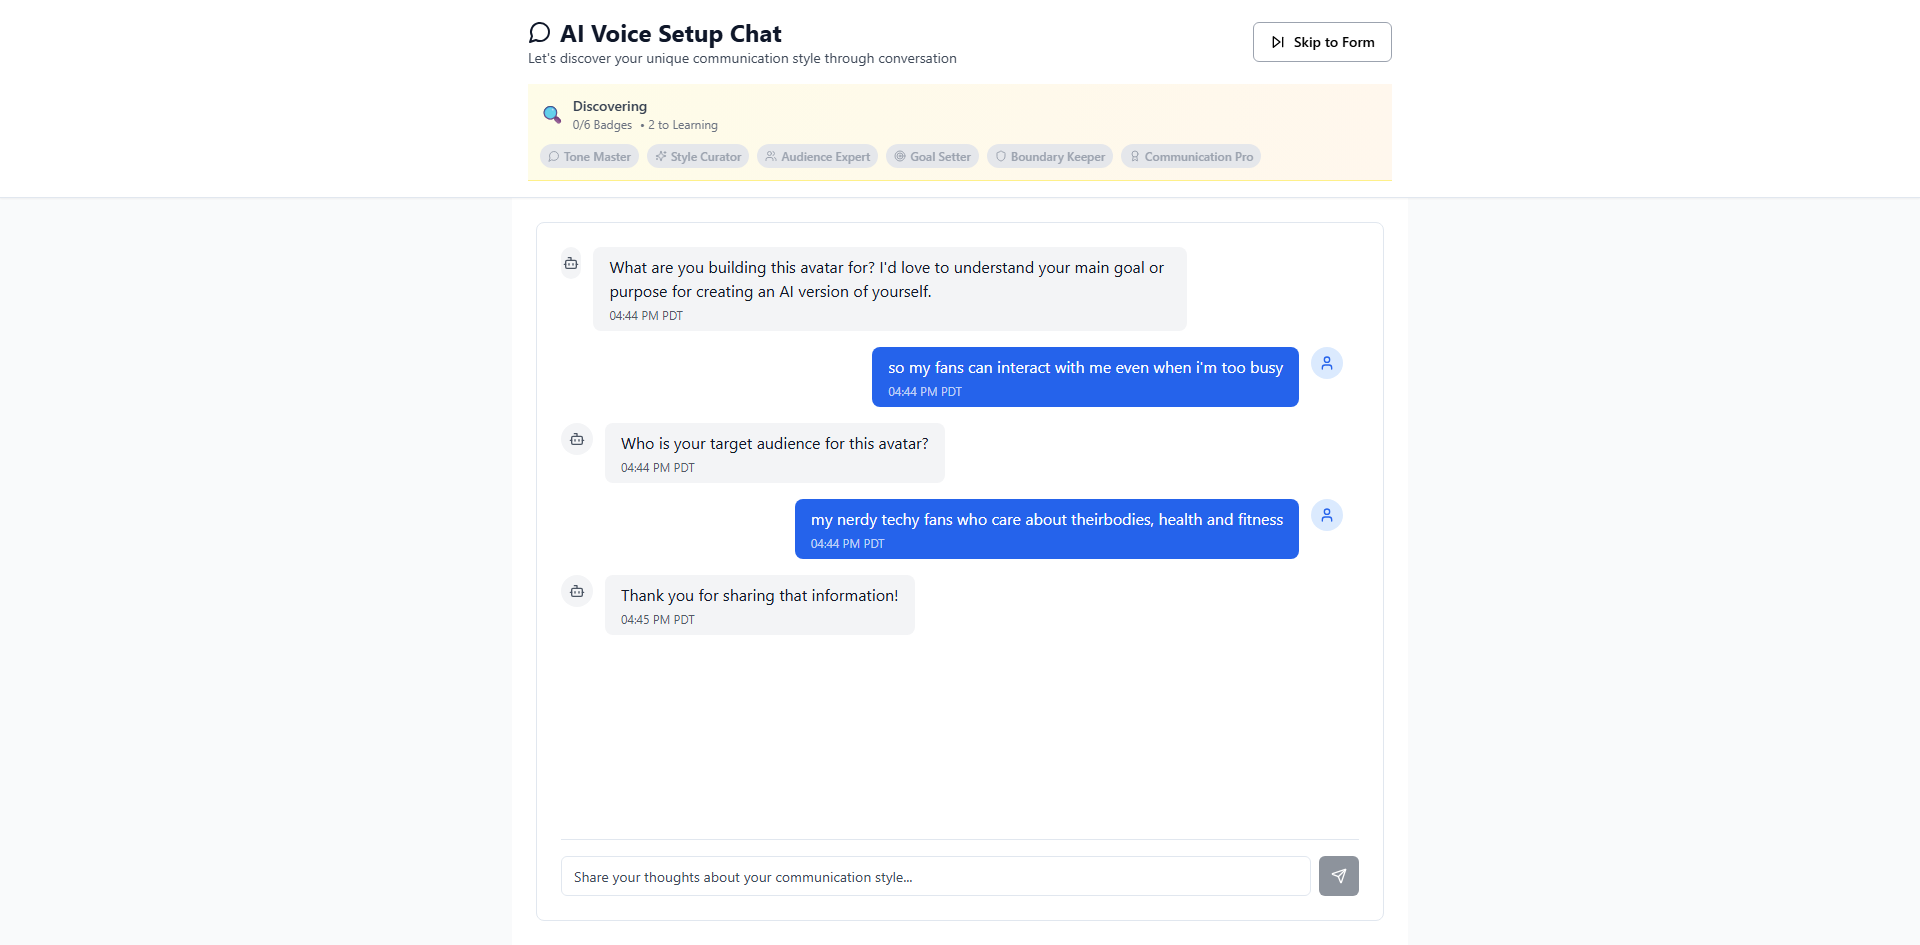 AI Voice Setup Chat
Let's discover your unique communication style through conversation
Skip to Form
Discovering
0/6 Badges • 2 to Learning
Tone Master
Style Curator
Audience Expert
Goal Setter
Boundary Keeper
Communication Pro
What are you building this avatar for? I'd love to understand your main goal or
purpose for creating an AI version of yourself.
04:44 PM PDT
so my fans can interact with me even when i'm too busy
04:44 PM PDT
Who is your target audience for this avatar?
04:44 PM PDT
my nerdy techy fans who care about theirbodies, health and fitness
04:44 PM PDT
Thank you for sharing that information!
04:45 PM PDT
Share your thoughts about your communication style...